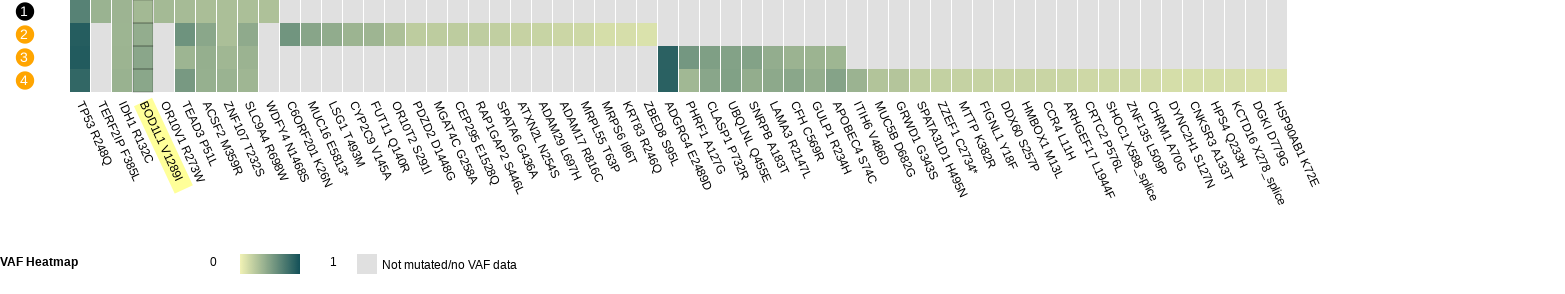 1
2
3
4
TP53 R248Q
TERF2IP F385L
IDH1 R132C
BOD1L1 V1289I
OR10V1 R273W
TEAD3 P51L
ACSF2 M359R
ZNF107 T232S
SLC9A4 R698W
WDFY4 N1468S
C6ORF201 K26N
MUC16 E5813*
LSG1 T493M
CYP2C9 V145A
FUT11 Q140R
OR10T2 S291I
PDZD2 D1448G
MGAT4C G258A
CEP295 E1528Q
RAP1GAP2 S446L
SPATA6 G436A
ATXN2L N254S
ADAM29 L697H
ADAM17 R816C
MRPL55 T63P
MRPS6 I86T
KRT83 R246Q
ZBED8 S95L
ADGRG4 E2489D
PHRF1 A127G
CLASP1 P732R
UBQLNL Q455E
SNRPB A183T
LAMA3 R2147L
CFH C569R
GULP1 R234H
APOBEC4 S74C
ITIH6 V486D
MUC5B D682G
GRWD1 G343S
SPATA31D1 H495N
ZZEF1 C2734*
MTTP K382R
FIGNL1 Y18F
DDX60 S257P
HMBOX1 M13L
CCR4 L11H
ARHGEF17 L1944F
CRTC2 P576L
SHOC1 X588_splice
ZNF135 L509P
CHRM1 A70G
DYNC2H1 S127N
CNKSR3 A133T
HPS4 Q233H
KCTD16 X278_splice
DGKI D779G
HSP90AB1 K72E
VAF Heatmap 0 1 Not mutated/no VAF data